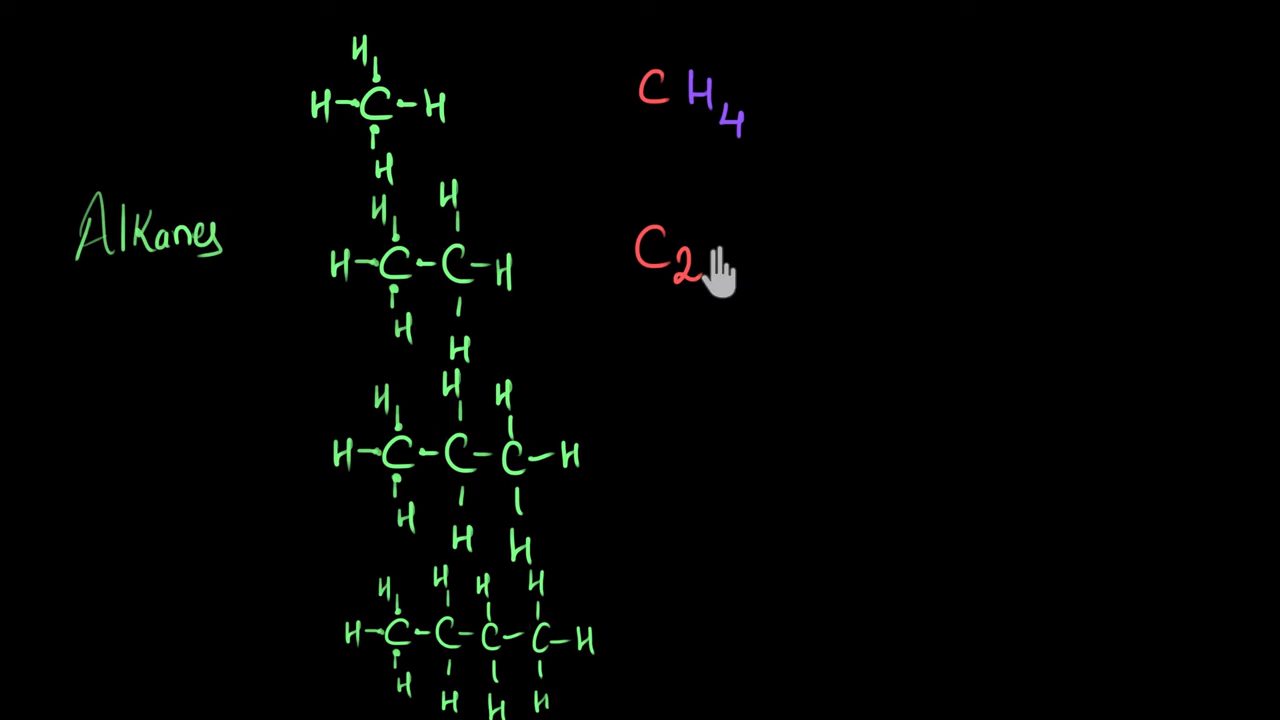 H
H-C-H
CH4
H
H H
Alkanes
H-C-C-H
C2
H
H
H H H
H-C-C-C-H
H H H
H H H H
H-C-C-C-C-H
H H H H